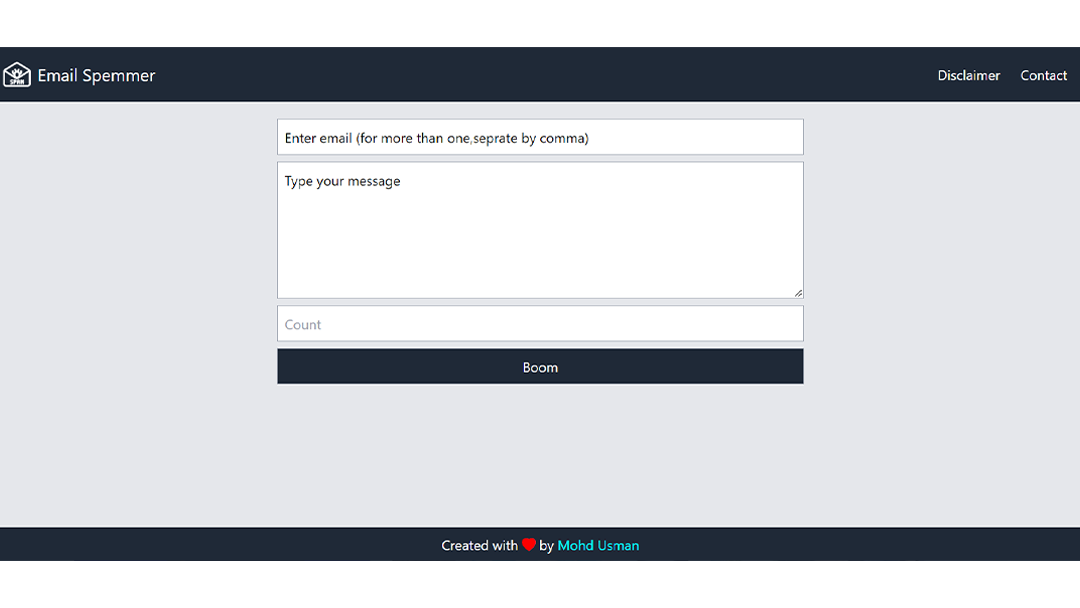 SPAM
Email Spemmer
Disclaimer
Contact
Enter email (for more than one,seprate by comma)
Type your message
Count
Boom
Created with ❤ by Mohd Usman